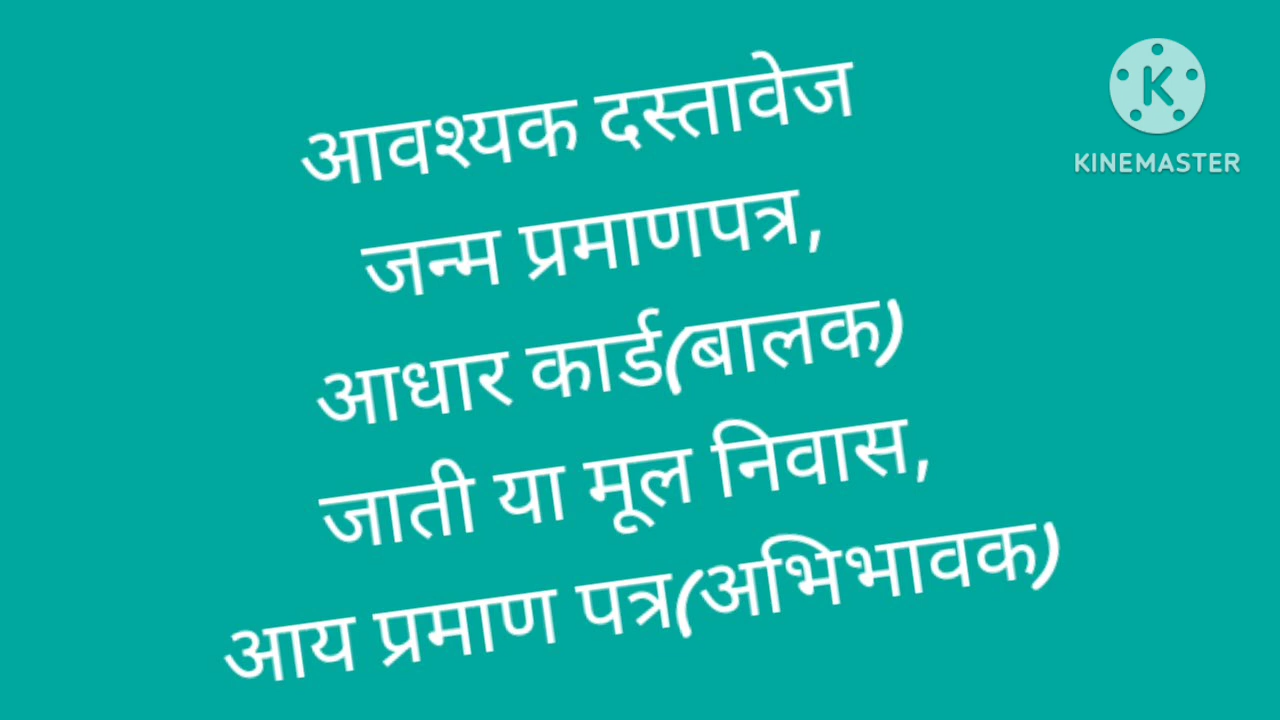 आवश्यक दस्तावेज
जन्म प्रमाणपत्र,
आधार कार्ड(बालक)
जाती या मूल निवास,
आय प्रमाण पत्र(अभिभावक)
K
KINEMASTER